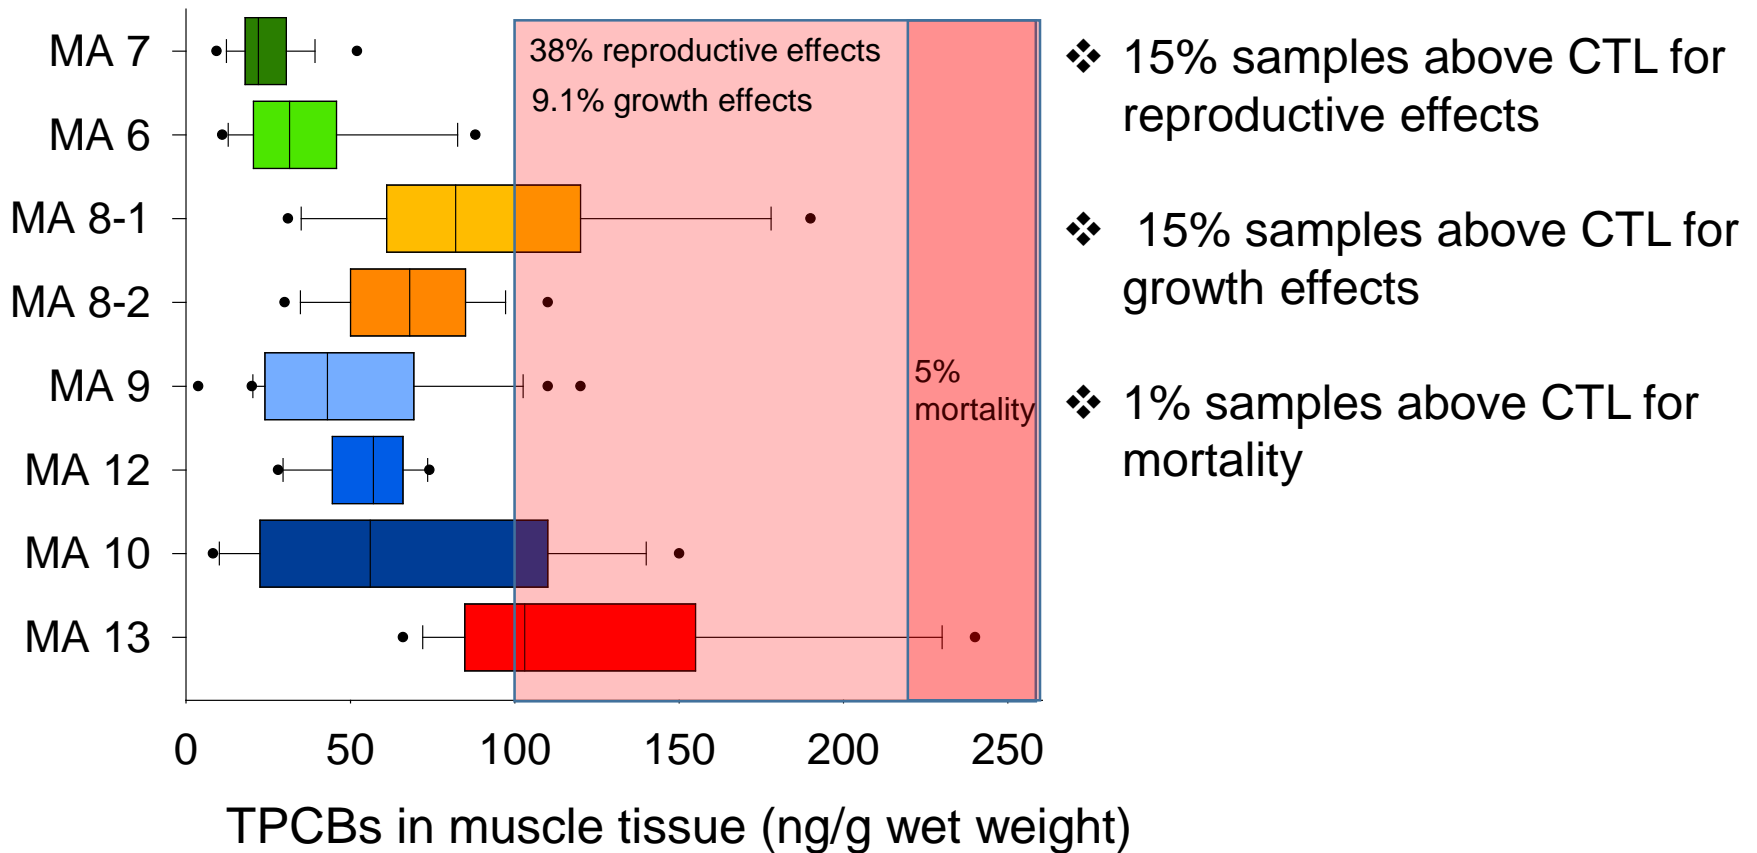 MA 7
MA 6
MA 8-1
MA 8-2
MA 9
MA 12
MA 10
MA 13
38% reproductive effects
9.1% growth effects
5%
mortality
0 50 100 150 200 250
TPCBs in muscle tissue (ng/g wet weight)
❖ 15% samples above CTL for
reproductive effects
❖ 15% samples above CTL for
growth effects
❖ 1% samples above CTL for
mortality